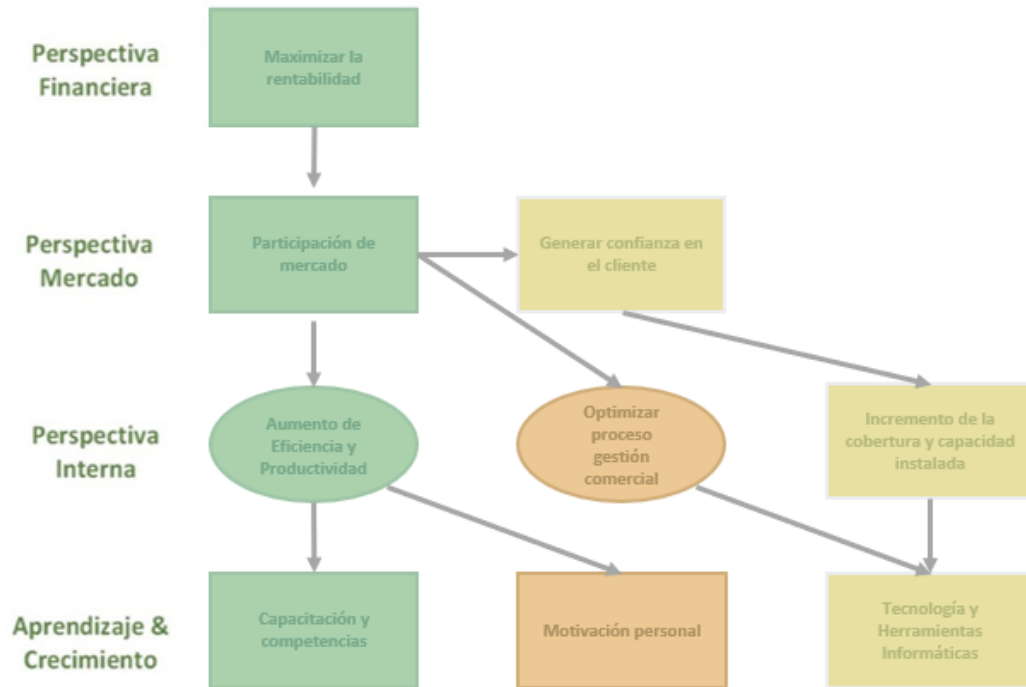 Perspectiva
Financiera
Maximizar la
rentabilidad
Perspectiva
Mercado
Participación de
mercado
Generar confianza en
el cliente
Perspectiva
Interna
Aumento de
Eficiencia y
Productividad
Optimizar
proceso
gestión
comercial
Incremento de la
cobertura y capacidad
instalada
Aprendizaje &
Crecimiento
Capacitación y
competencias
Motivación personal
Tecnología y
Herramientas
Informáticas